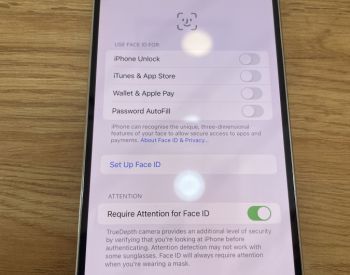 USE FACE ID FOR:
iPhone Unlock
iTunes & App Store
Wallet & Apple Pay
Password AutoFill
iPhone can recognise the unique, three-dimensional
features of your face to allow secure access to apps and
payments. About Face ID & Privacy...
Set Up Face ID
ATTENTION
Require Attention for Face ID
TrueDepth camera provides an additional level of security
by verifying that you're looking at iPhone before
authenticating. Attention detection may not work with
some sunglasses. Face ID will always require attention
when you're wearing a mask.